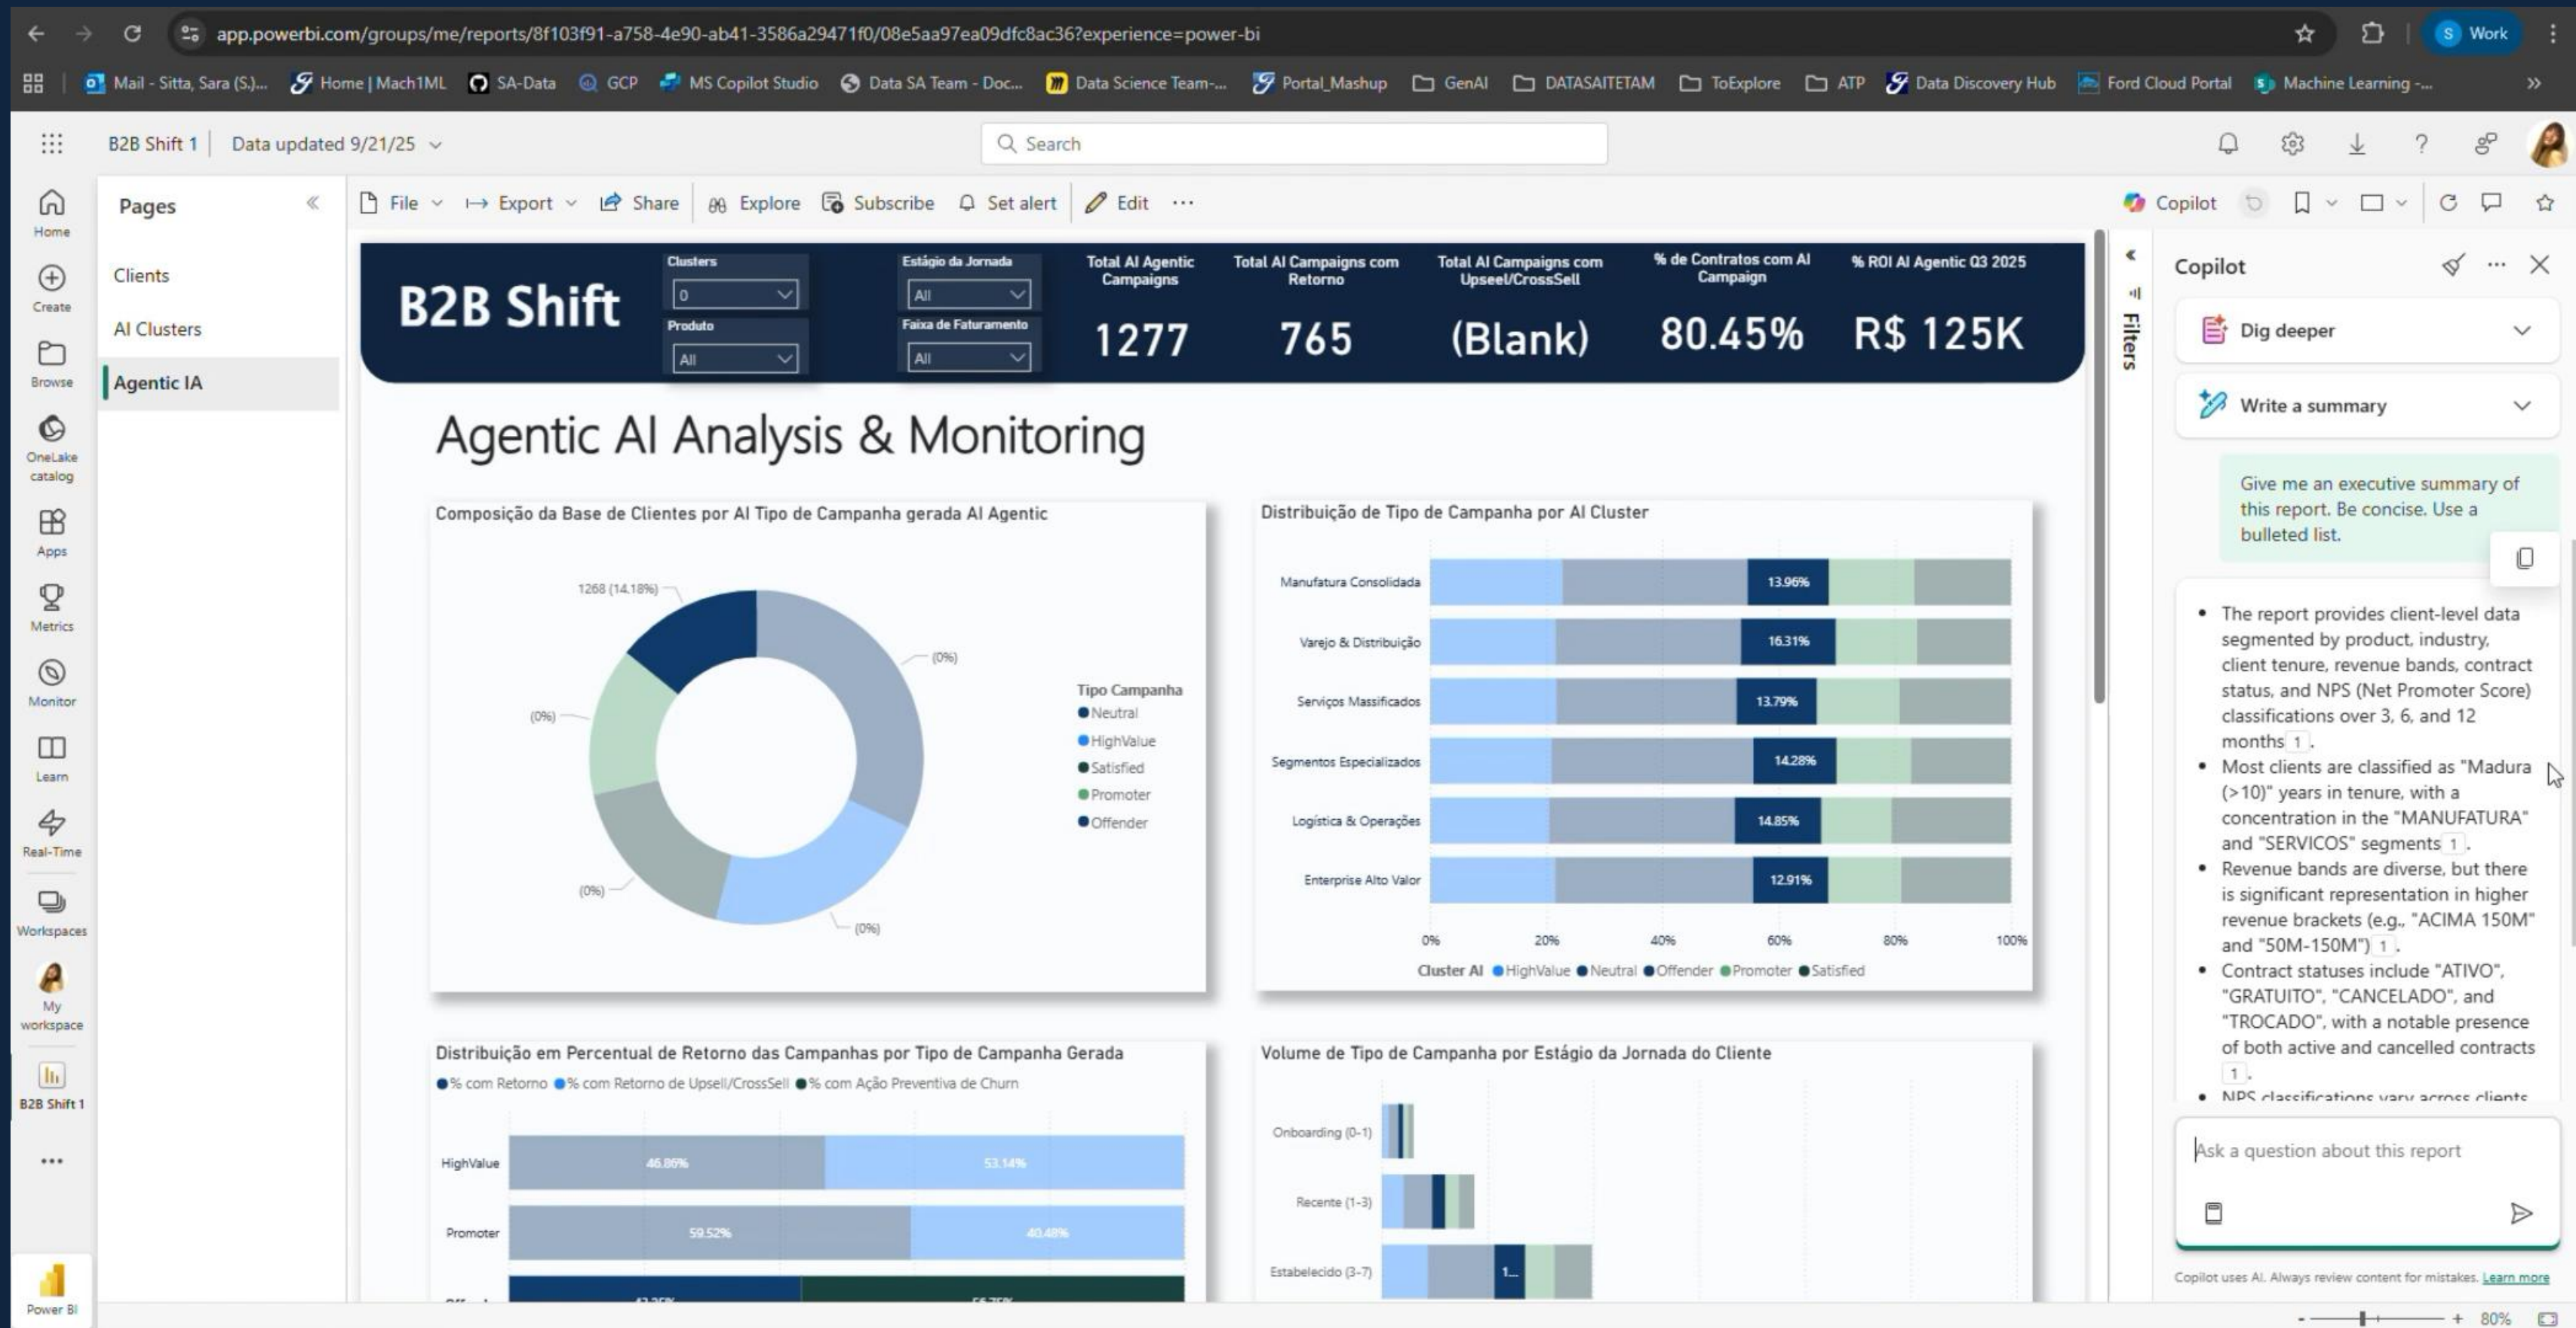 app.powerbi.com/groups/me/reports/8f103f91-a758-4e90-ab41-3586a29471f0/08e5aa97ea09dfc8ac36?experience=power-bi
S Work
Mail - Sitta, Sara (S.)...
Home | Mach1ML
SA-Data
GCP
MS Copilot Studio
Data SA Team - Doc...
Data Science Team-...
Portal_Mashup
GenAI
DATASAITETAM
ToExplore
ATP
Data Discovery Hub
Ford Cloud Portal
Machine Learning -...
B2B Shift 1
Data updated 9/21/25
Search
Home
Create
Browse
OneLake
catalog
Apps
Metrics
Monitor
Learn
Real-Time
Workspaces
My
workspace
B2B Shift 1
Power BI
Pages
Clients
AI Clusters
Agentic IA
File
Export
Share
Explore
Subscribe
Set alert
Edit
Copilot
B2B Shift
Clusters
0
Produto
All
Estágio da Jornada
All
Faixa de Faturamento
All
Total AI Agentic
Campaigns
1277
Total AI Campaigns com
Retorno
765
Total AI Campaigns com
Upseel/CrossSell
(Blank)
% de Contratos com AI
Campaign
80.45%
% ROI AI Agentic Q3 2025
R$ 125K
Agentic AI Analysis & Monitoring
Composição da Base de Clientes por AI Tipo de Campanha gerada AI Agentic
1268 (14.18%)
(0%)
(0%)
(0%)
(0%)
Tipo Campanha
Neutral
HighValue
Satisfied
Promoter
Offender
Distribuição de Tipo de Campanha por AI Cluster
Manufatura Consolidada
13.96%
Varejo & Distribuição
16.31%
Serviços Massificados
13.79%
Segmentos Especializados
14.28%
Logística & Operações
14.85%
Enterprise Alto Valor
12.91%
0% 20% 40% 60% 80% 100%
Cluster AI HighValue Neutral Offender Promoter Satisfied
Distribuição em Percentual de Retorno das Campanhas por Tipo de Campanha Gerada
% com Retorno % com Retorno de Upsell/CrossSell % com Ação Preventiva de Churn
HighValue
46.86%
53.14%
Promoter
59.52%
40.48%
Volume de Tipo de Campanha por Estágio da Jornada do Cliente
Onboarding (0-1)
Recente (1-3)
Estabelecido (3-7)
1...
Filters
Copilot
Dig deeper
Write a summary
Give me an executive summary of
this report. Be concise. Use a
bulleted list.
The report provides client-level data
segmented by product, industry,
client tenure, revenue bands, contract
status, and NPS (Net Promoter Score)
classifications over 3, 6, and 12
months 1 .
Most clients are classified as "Madura
(>10)" years in tenure, with a
concentration in the "MANUFATURA"
and "SERVICOS" segments 1 .
Revenue bands are diverse, but there
is significant representation in higher
revenue brackets (e.g., "ACIMA 150M"
and "50M-150M") 1 .
Contract statuses include "ATIVO",
"GRATUITO", "CANCELADO", and
"TROCADO", with a notable presence
of both active and cancelled contracts
1 .
NPS classifications vary across clients
Ask a question about this report
Copilot uses AI. Always review content for mistakes. Learn more
- + 80%